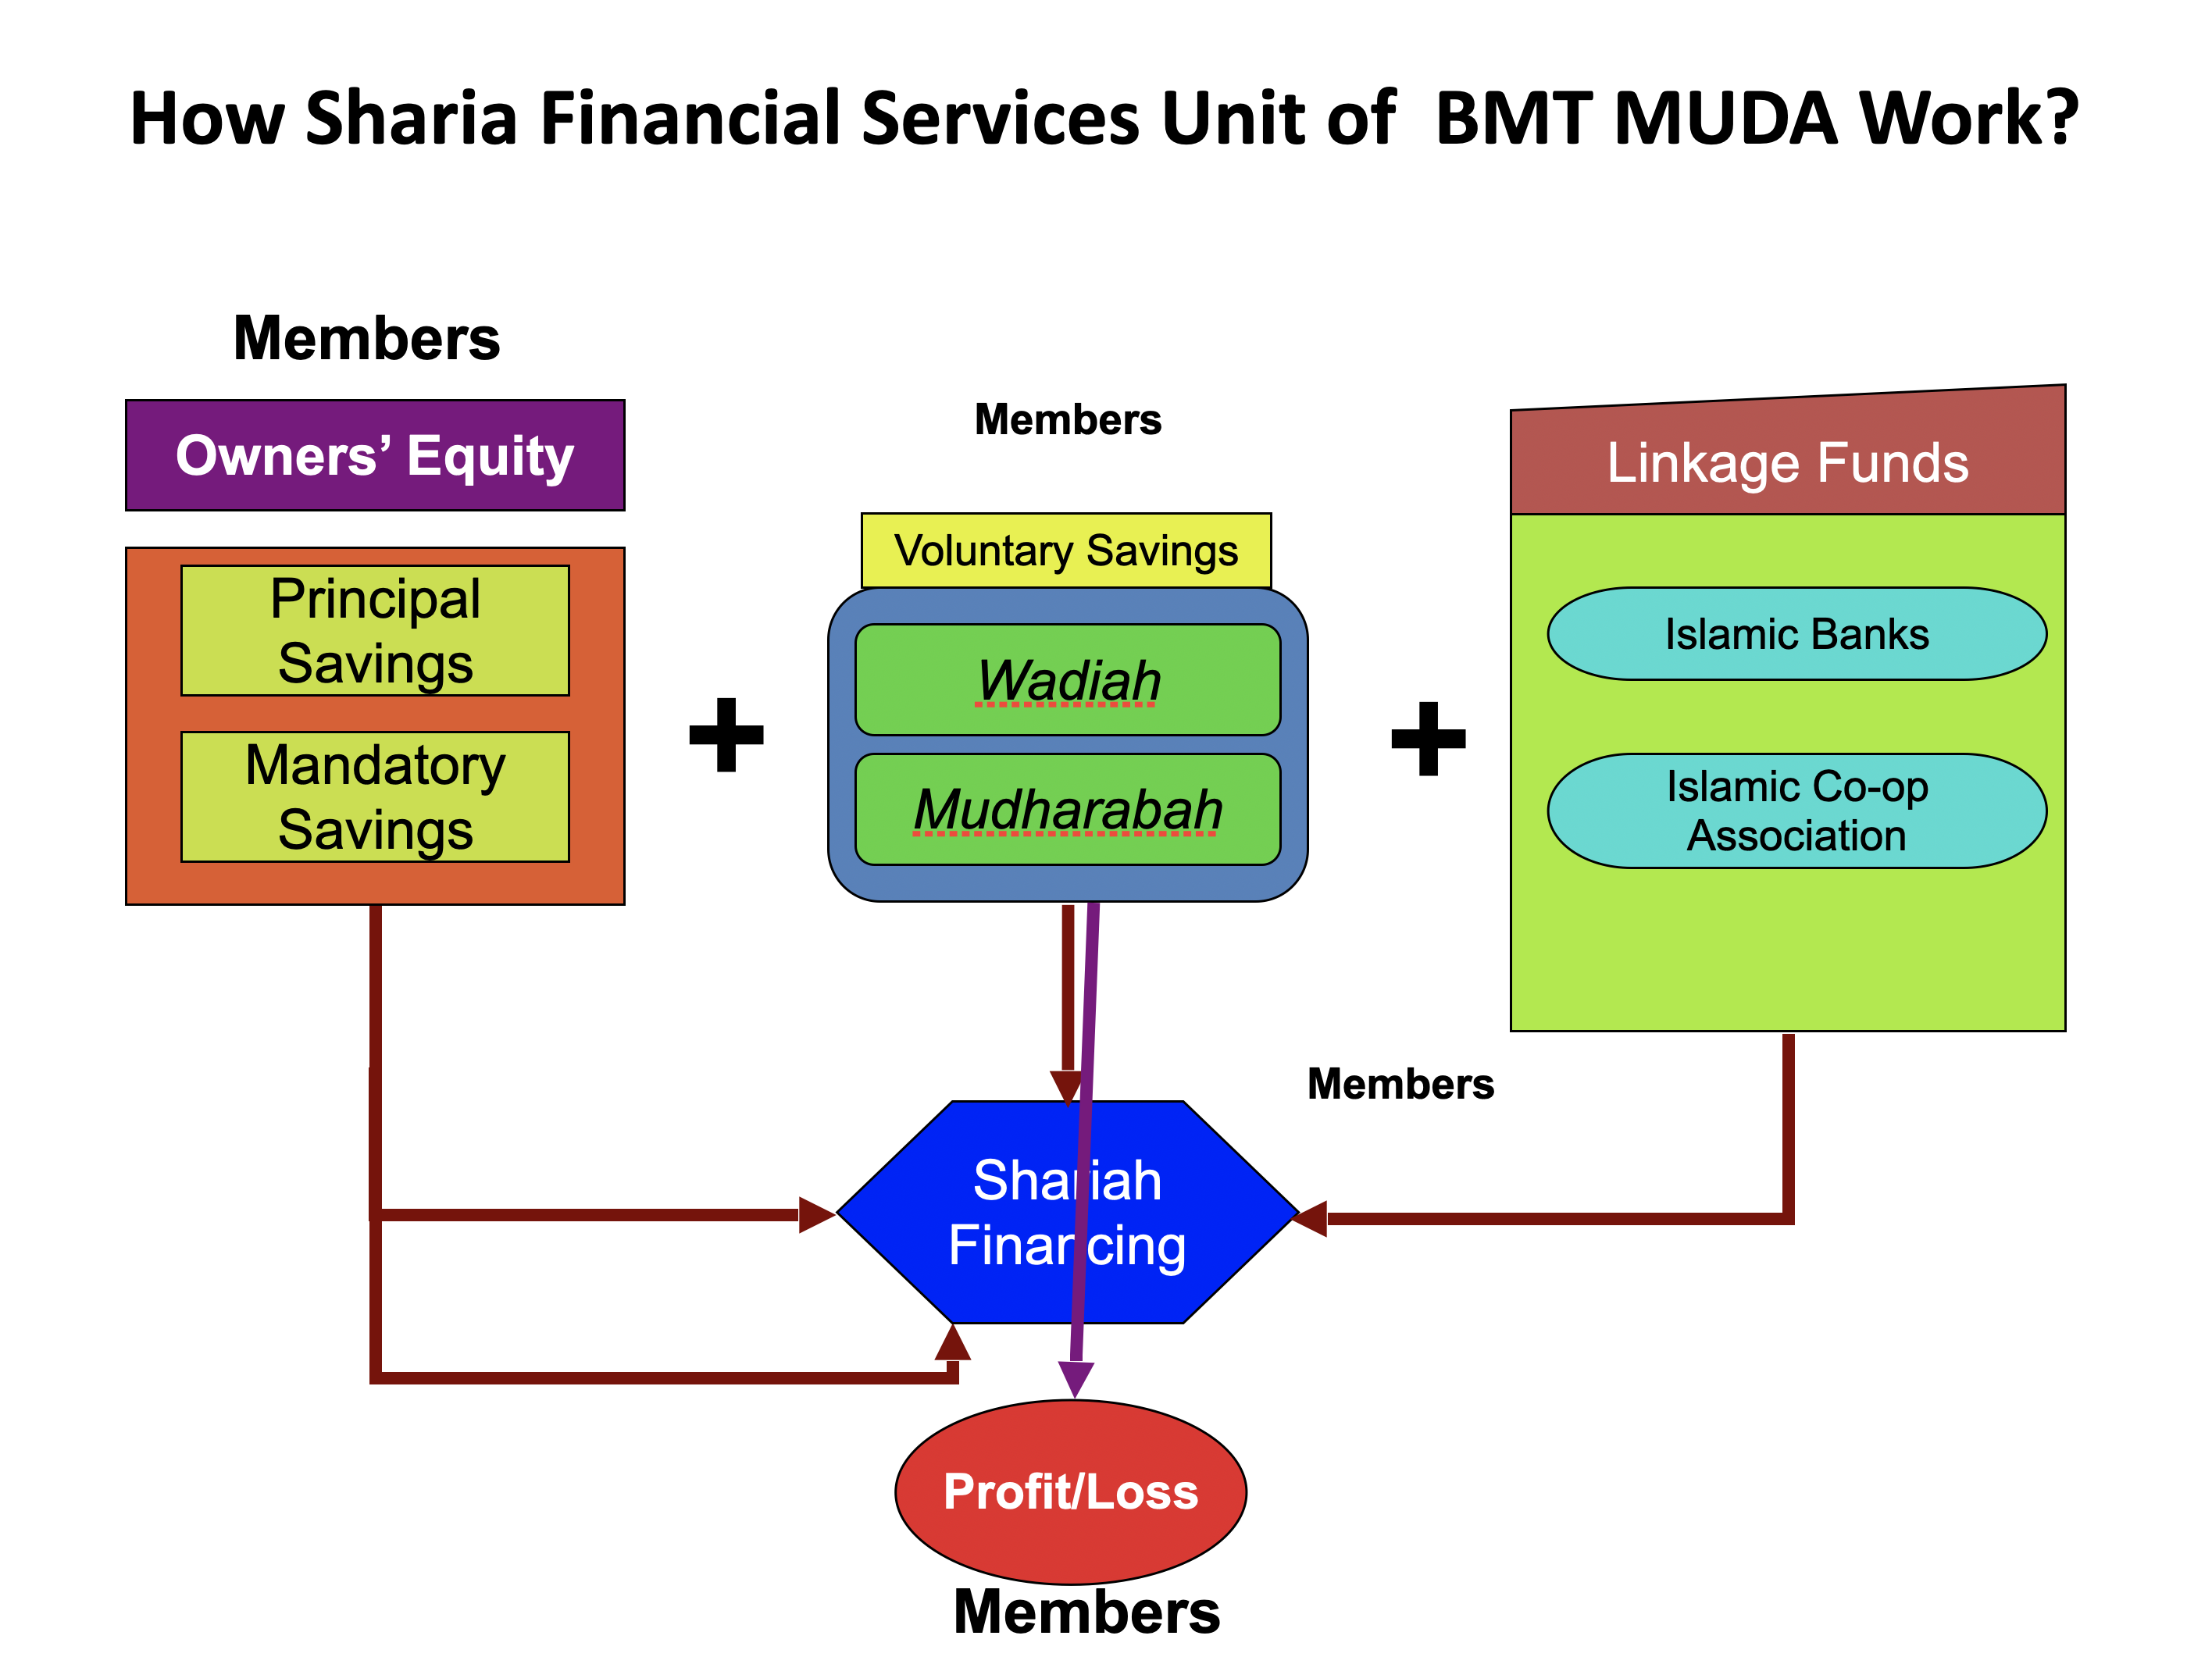 How Sharia Financial Services Unit of BMT MUDA Work?
Members
Owners’ Equity
Principal
Savings
Mandatory
Savings
+
Members
Voluntary Savings
Wadiah
Mudharabah
+
Linkage Funds
Islamic Banks
Islamic Co-op
Association
Members
Shariah
Financing
Profit/Loss
Members